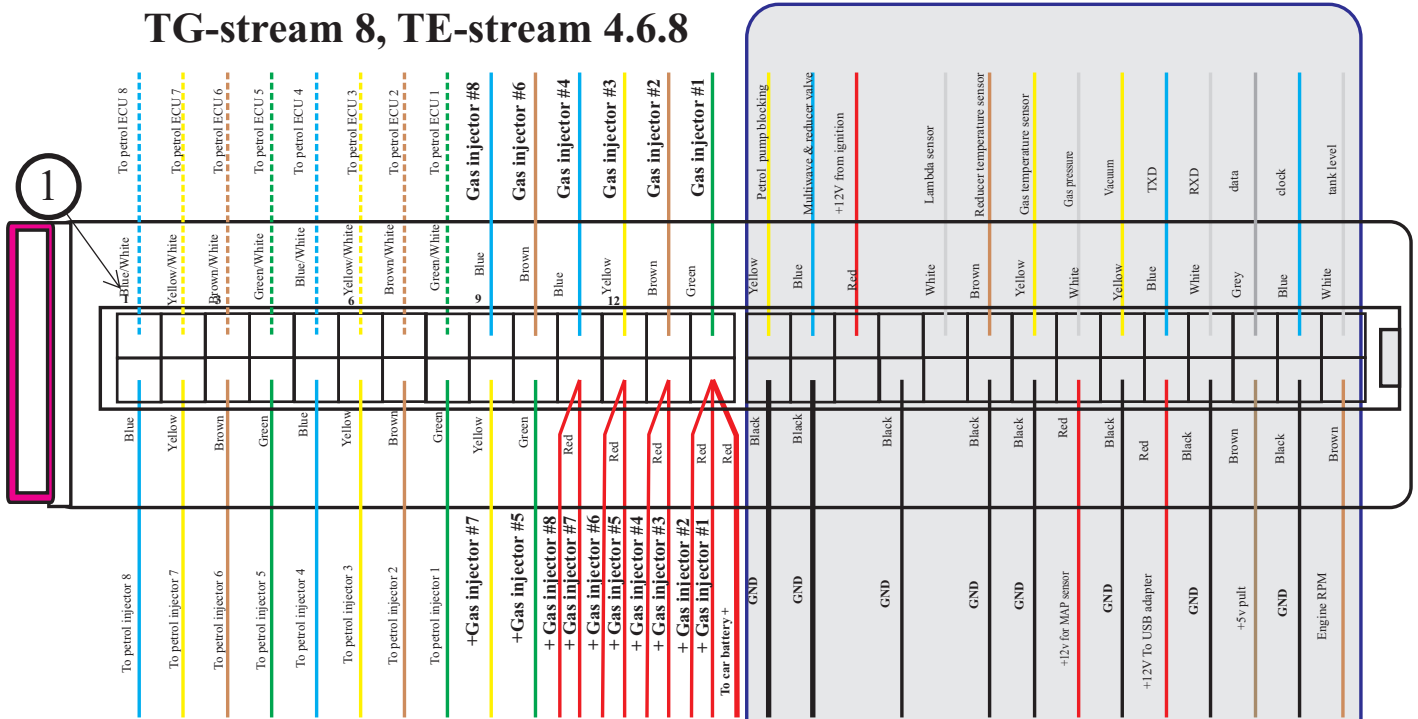 TG-stream 8, TE-stream 4.6.8
To petrol ECU 8
To petrol ECU 7
To petrol ECU 6
To petrol ECU 5
To petrol ECU 4
To petrol ECU 3
To petrol ECU 2
To petrol ECU 1
Gas injector #8
Gas injector #6
Gas injector #4
Gas injector #3
Gas injector #2
Gas injector #1
Petrol pump blocking
Multiwave & reducer valve
+12V from ignition
Lambda sensor
Reducer temperature sensor
Gas temperature sensor
Gas pressure
Vacuum
TXD
RXD
data
clock
tank level
1
Blue/White
Yellow/White
Brown/White
Green/White
Blue/White
Yellow/White
Brown/White
Green/White
Blue
Brown
Blue
Yellow
Brown
Green
Yellow
Blue
Red
White
Brown
Yellow
White
Yellow
Blue
White
Grey
Blue
White
1
3
6
9
12
Blue
Yellow
Brown
Green
Blue
Yellow
Brown
Green
Yellow
Green
Red
Red
Red
Red
Red
Black
Black
Black
Black
Black
Red
Black
Red
Black
Brown
Black
Brown
To petrol injector 8
To petrol injector 7
To petrol injector 6
To petrol injector 5
To petrol injector 4
To petrol injector 3
To petrol injector 2
To petrol injector 1
+Gas injector #7
+Gas injector #5
+ Gas injector #8
+ Gas injector #7
+ Gas injector #6
+ Gas injector #5
+ Gas injector #4
+ Gas injector #3
+ Gas injector #2
+ Gas injector #1
To car battery +
GND
GND
GND
GND
GND
+12v for MAP sensor
GND
+12V To USB adapter
GND
+5v pult
GND
Engine RPM